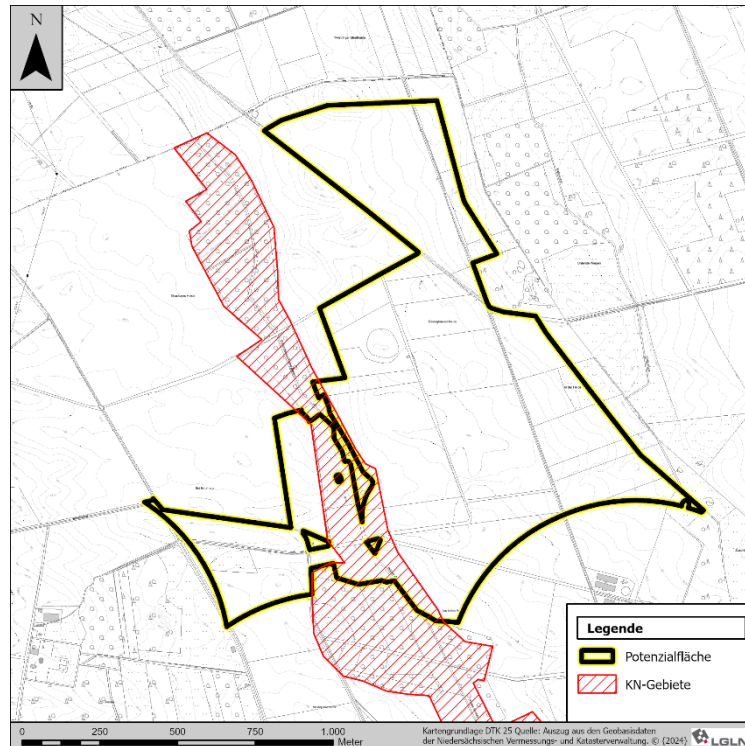 N
Legende
Potenzialfläche
KN-Gebiete
0 250 500 750 1.000
Meter
Kartengrundlage DTK 25 Quelle: Auszug aus den Geobasisdaten
der Niedersächsischen Vermessungs- und Katasterverwaltung. © (2024)
LGLN